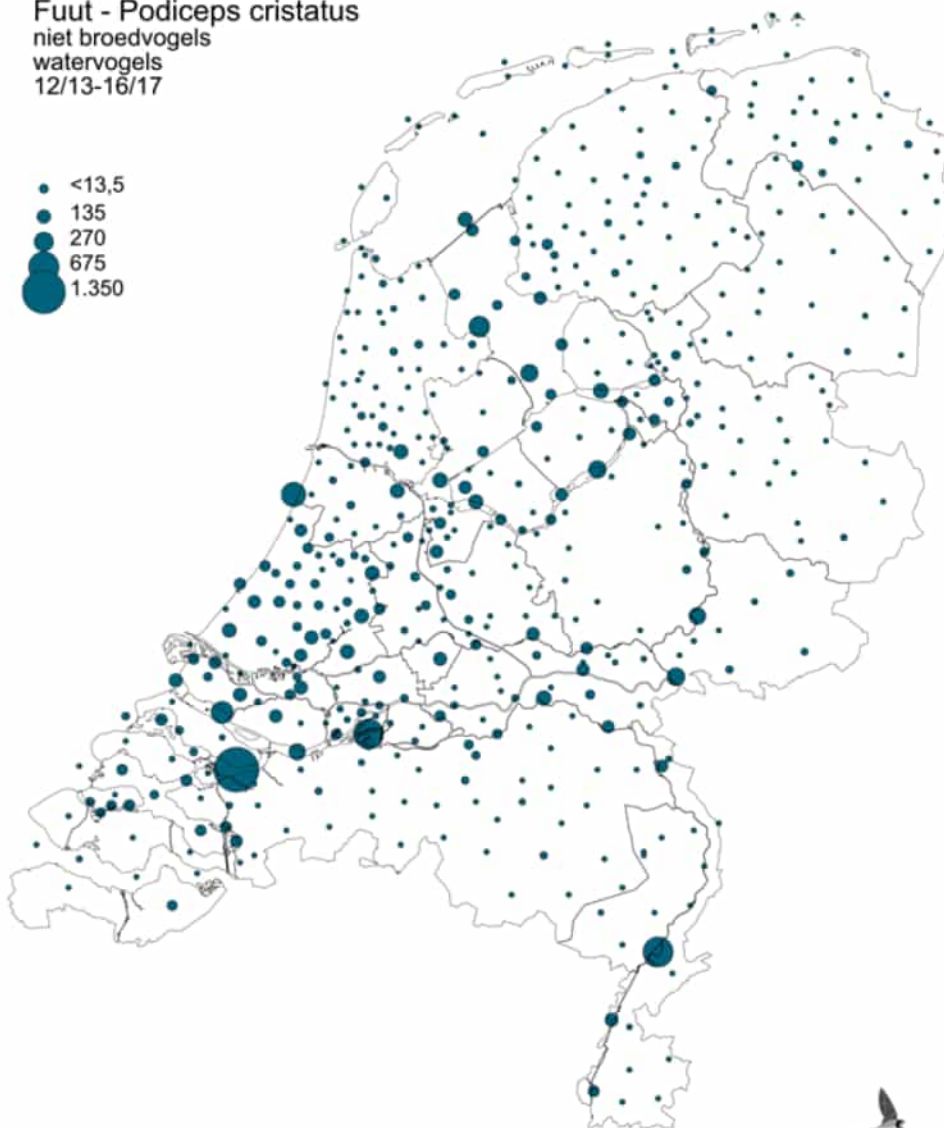 Fuut - Podiceps cristatus
niet broedvogels
watervogels
12/13-16/17
<13,5
135
270
675
1.350